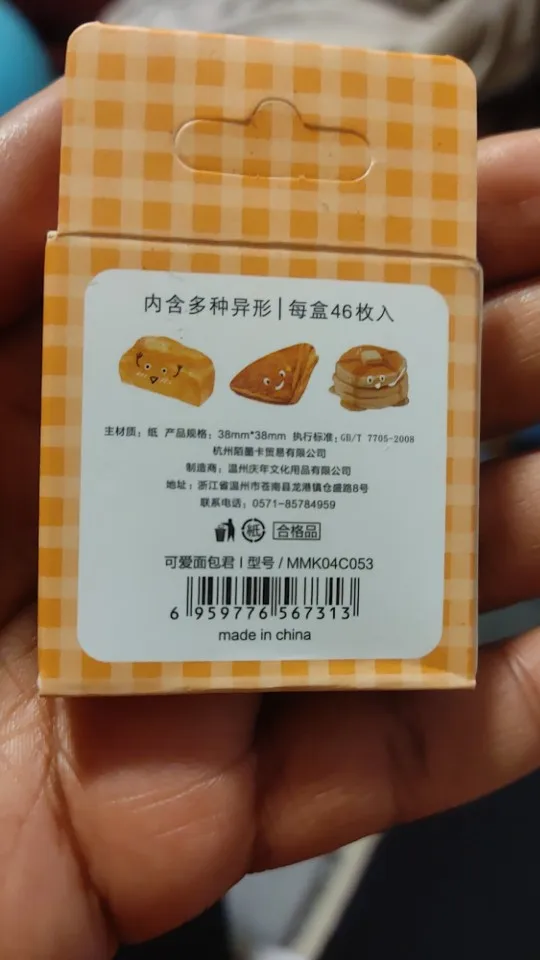 内含多种异形|每盒46枚入
主材质：纸 产品规格：38mm*38mm 执行标准：GB/T 7705-2008
杭州陌墨卡贸易有限公司
制造商：温州庆年文化用品有限公司
地址：浙江省温州市苍南县龙港镇仓盛路8号
联系电话：0571-85784959
紙 合格品
可爱面包君 I 型号/MMK04C053
6 959776 567313
made in china